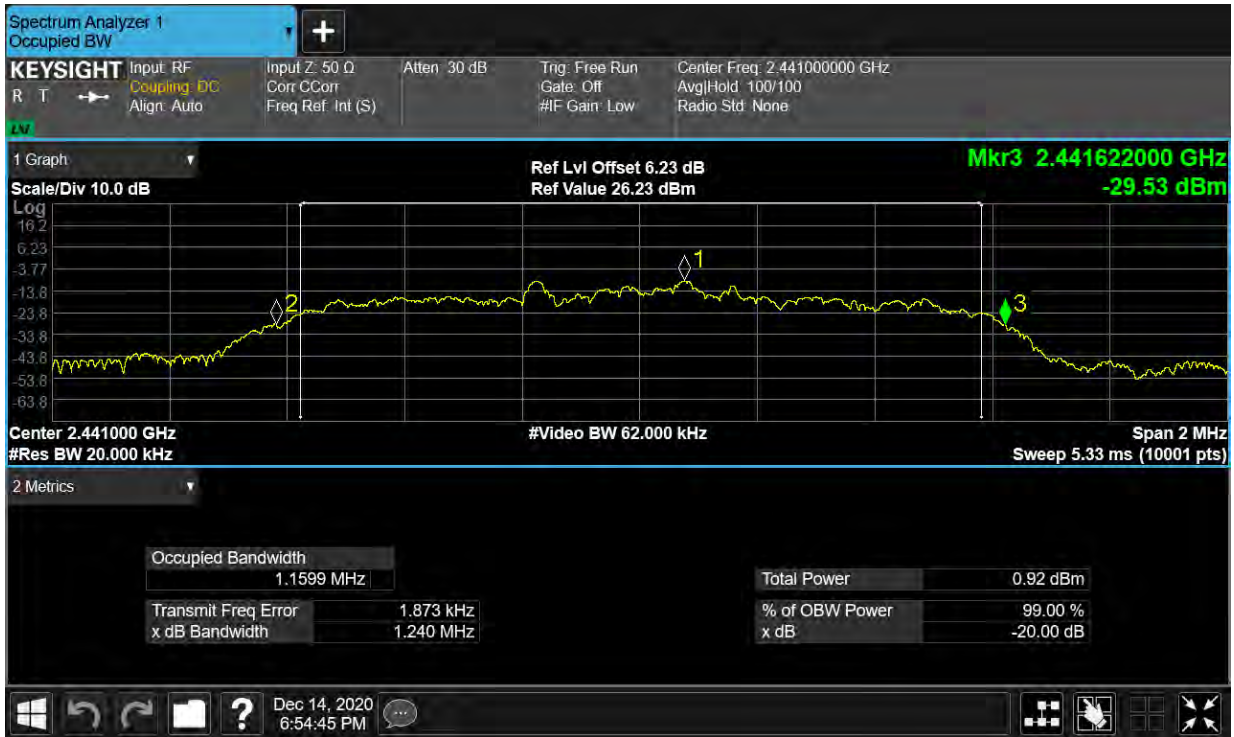 Spectrum Analyzer 1
Occupied BW
KEYSIGHT
R T
Input: RF
Coupling: DC
Align: Auto
Input Z: 50 Ω
Corr CCorr
Freq Ref: Int (S)
Atten: 30 dB
Trig: Free Run
Gate: Off
#IF Gain: Low
Center Freq: 2.441000000 GHz
Avg|Hold: 100/100
Radio Std: None
1 Graph
Scale/Div 10.0 dB
Ref Lvl Offset 6.23 dB
Ref Value 26.23 dBm
Mkr3 2.441622000 GHz
-29.53 dBm
Log
16.2
6.23
-3.77
-13.8
-23.8
-33.8
-43.8
-53.8
-63.8
1
2
3
Center 2.441000 GHz
#Video BW 62.000 kHz
Span 2 MHz
#Res BW 20.000 kHz
Sweep 5.33 ms (10001 pts)
2 Metrics
Occupied Bandwidth
1.1599 MHz
Total Power 0.92 dBm
Transmit Freq Error 1.873 kHz
% of OBW Power 99.00 %
x dB Bandwidth 1.240 MHz
x dB -20.00 dB
?
Dec 14, 2020
6:54:45 PM